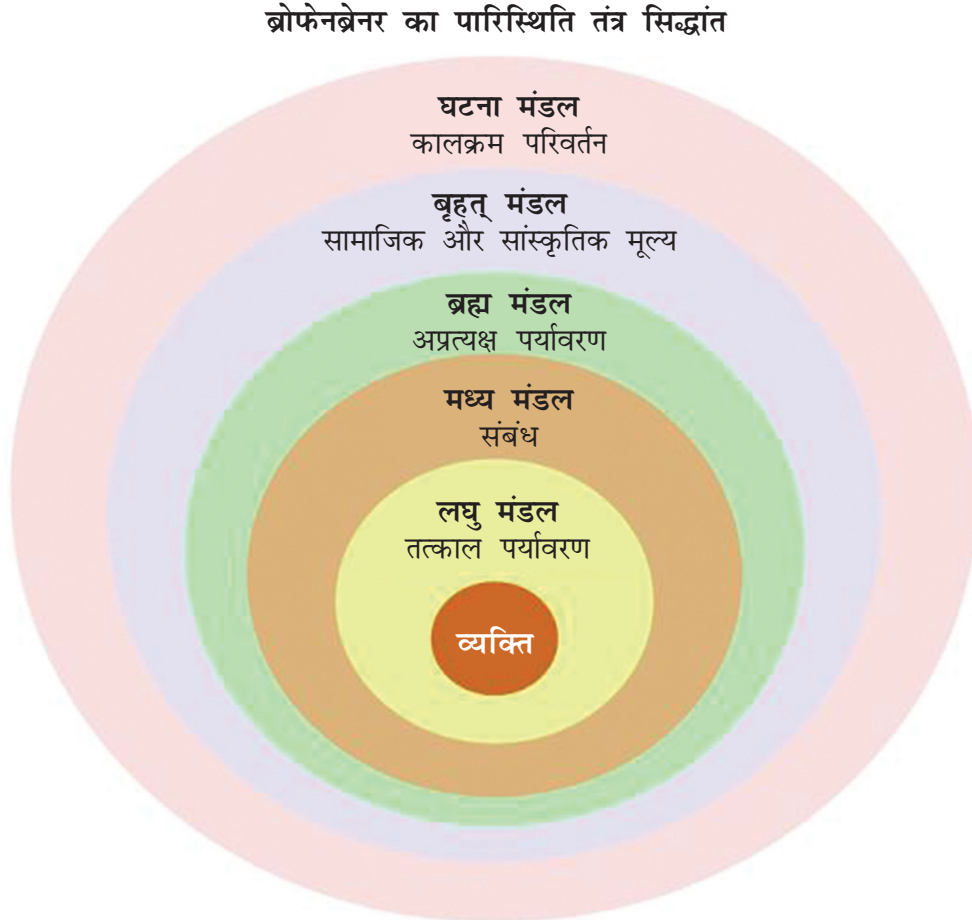 ब्रोफेनब्रेनर का पारिस्थिति तंत्र सिद्धांत
घटना मंडल
कालक्रम परिवर्तन
बृहत् मंडल
सामाजिक और सांस्कृतिक मूल्य
ब्रह्म मंडल
अप्रत्यक्ष पर्यावरण
मध्य मंडल
संबंध
लघु मंडल
तत्काल पर्यावरण
व्यक्ति